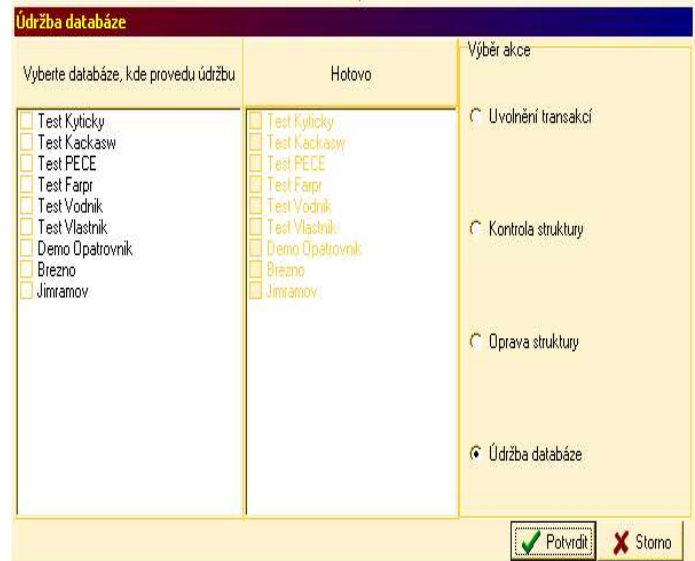 Údržba databáze
Vyberte databáze, kde provedu údržbu
Hotovo
Výběr akce
Test Kyticky
Test Kackasw
Test PECE
Test Farpr
Test Vodnik
Test Vlastnik
Demo Opatrovnik
Brezno
Jimramov
Test Kyticky
Test Kackasw
Test PECE
Test Farpr
Test Vodnik
Test Vlastnik
Demo Opatrovnik
Brezno
Jimramov
Uvolnění transakcí
Kontrola struktury
Oprava struktury
Údržba databáze
Potvrdit
Storno